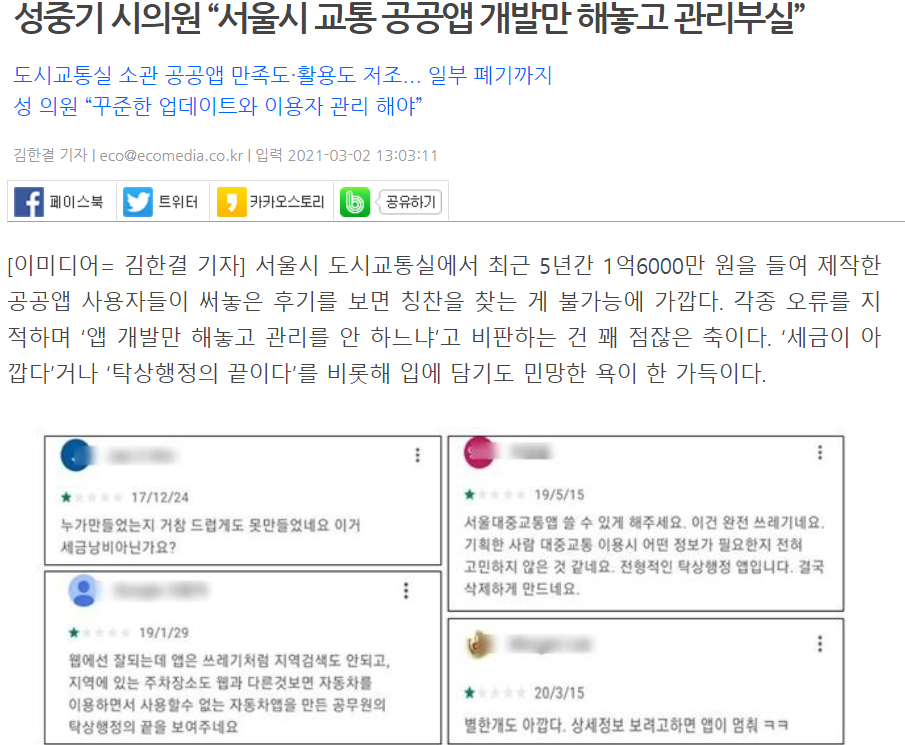 성중기 시의원 “서울시 교통 공공앱 개발만 해놓고 관리부실”
도시교통실 소관 공공앱 만족도·활용도 저조… 일부 폐기까지
성 의원 “꾸준한 업데이트와 이용자 관리 해야”
김한결 기자 | eco@ecomedia.co.kr | 입력 2021-03-02 13:03:11
페이스북 트위터 카카오스토리 공유하기
[이미디어= 김한결 기자] 서울시 도시교통실에서 최근 5년간 1억6000만 원을 들여 제작한
공공앱 사용자들이 써놓은 후기를 보면 칭찬을 찾는 게 불가능에 가깝다. 각종 오류를 지
적하며 ‘앱 개발만 해놓고 관리를 안 하느냐’고 비판하는 건 꽤 점잖은 축이다. ‘세금이 아
깝다’거나 ‘탁상행정의 끝이다’를 비롯해 입에 담기도 민망한 욕이 한 가득이다.
17/12/24
누가만들었는지 거참 드럽게도 못만들었네요 이거
세금낭비아닌가요?
19/1/29
웹에선 잘되는데 앱은 쓰레기처럼 지역검색도 안되고,
지역에 있는 주차장소도 웹과 다른것보면 자동차를
이용하면서 사용할수 없는 자동차앱을 만든 공무원의
탁상행정의 끝을 보여주네요
19/5/15
서울대중교통앱 쓸 수 있게 해주세요. 이건 완전 쓰레기네요.
기획한 사람 대중교통 이용시 어떤 정보가 필요한지 전혀
고민하지 않은 것 같네요. 전형적인 탁상행정 앱입니다. 결국
삭제하게 만드네요.
20/3/15
별한개도 아깝다. 상세정보 보려고하면 앱이 멈춰 ㅋㅋ